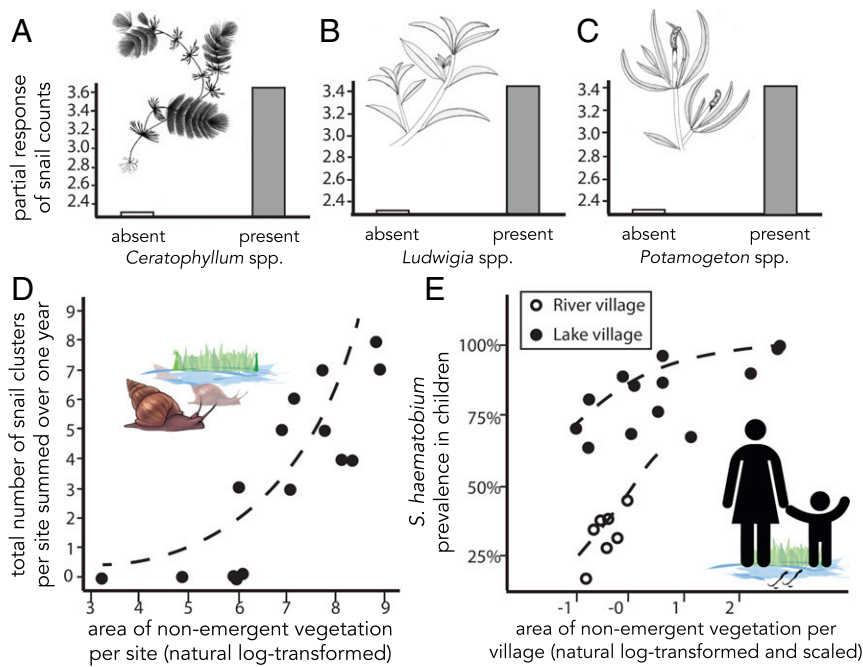 A
B
C
partial response
of snail counts
3.6
3.4
3.2
3.0
2.8
2.6
2.4
absent
present
Ceratophyllum spp.
3.4
3.2
3.0
2.8
2.6
2.4
absent
present
Ludwigia spp.
3.4
3.2
3.0
2.8
2.6
2.4
absent
present
Potamogeton spp.
D
total number of snail clusters
per site summed over one year
9
8
7
6
5
4
3
2
1
0
3 4 5 6 7 8 9
area of non-emergent vegetation
per site (natural log-transformed)
E
River village
Lake village
S. haematobium
prevalence in children
100%
75%
50%
25%
-1 -0 1 2
area of non-emergent vegetation per
village (natural log-transformed and scaled)